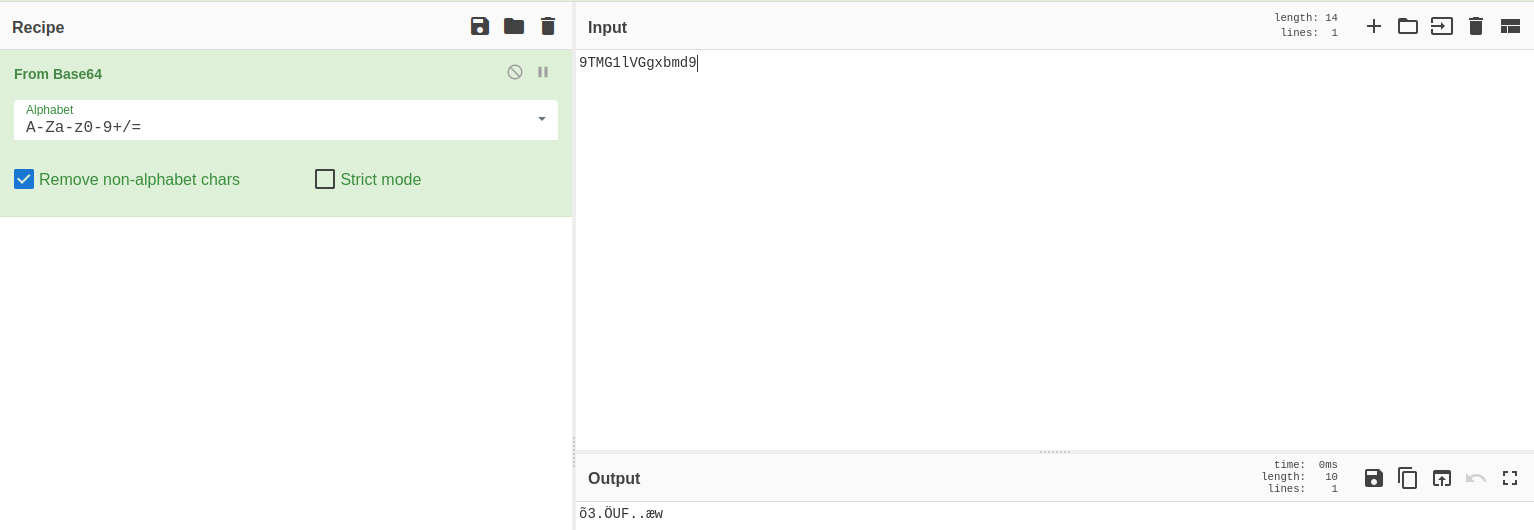 Recipe
From Base64
Alphabet
A-Za-z0-9+/=
Remove non-alphabet chars
Strict mode
Input
length: 14
lines: 1
9TMG1lVGgxbmd9
Output
time: 0ms
length: 10
lines: 1
õ3.ÖUF..æw